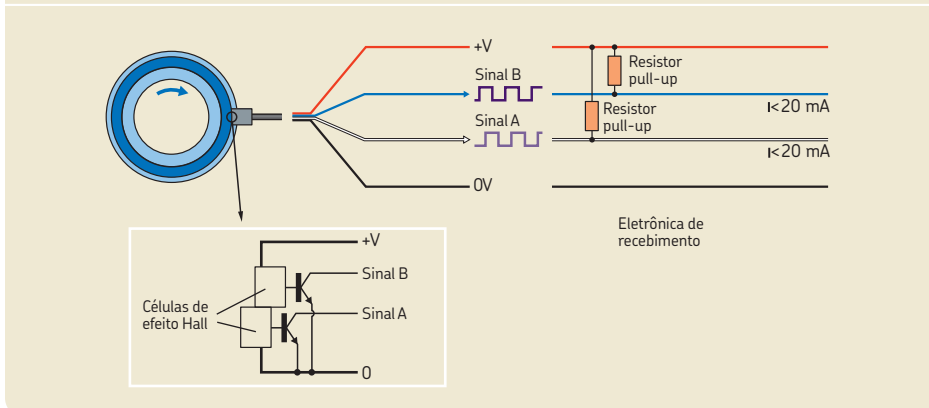 +V
Sinal B
Resistor
pull-up
I<20 mA
Sinal A
Resistor
pull-up
I<20 mA
0V
Eletrônica de
recebimento
+V
Sinal B
Células de
efeito Hall
Sinal A
0